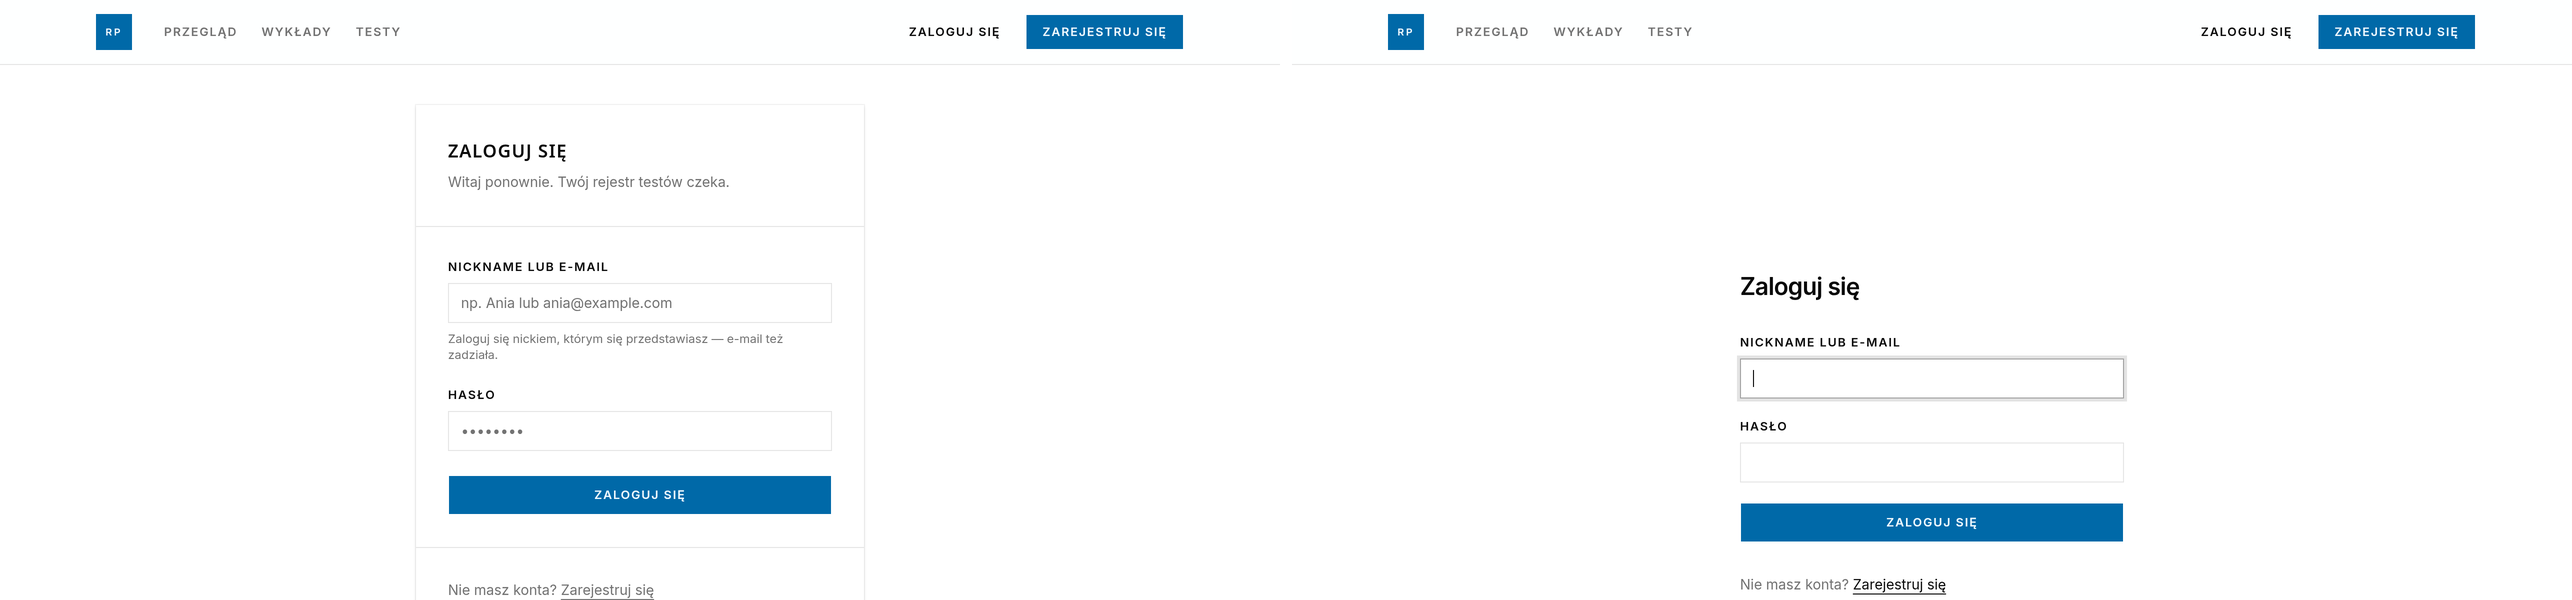 RP PRZEGLĄD WYKŁADY TESTY ZALOGUJ SIĘ ZAREJESTRUJ SIĘ
ZALOGUJ SIĘ
Witaj ponownie. Twój rejestr testów czeka.
NICKNAME LUB E-MAIL
np. Ania lub ania@example.com
Zaloguj się nickiem, którym się przedstawiasz — e-mail też
zadziała.
HASŁO
••••••••
ZALOGUJ SIĘ
Nie masz konta? Zarejestruj się
RP PRZEGLĄD WYKŁADY TESTY ZALOGUJ SIĘ ZAREJESTRUJ SIĘ
Zaloguj się
NICKNAME LUB E-MAIL
HASŁO
ZALOGUJ SIĘ
Nie masz konta? Zarejestruj się